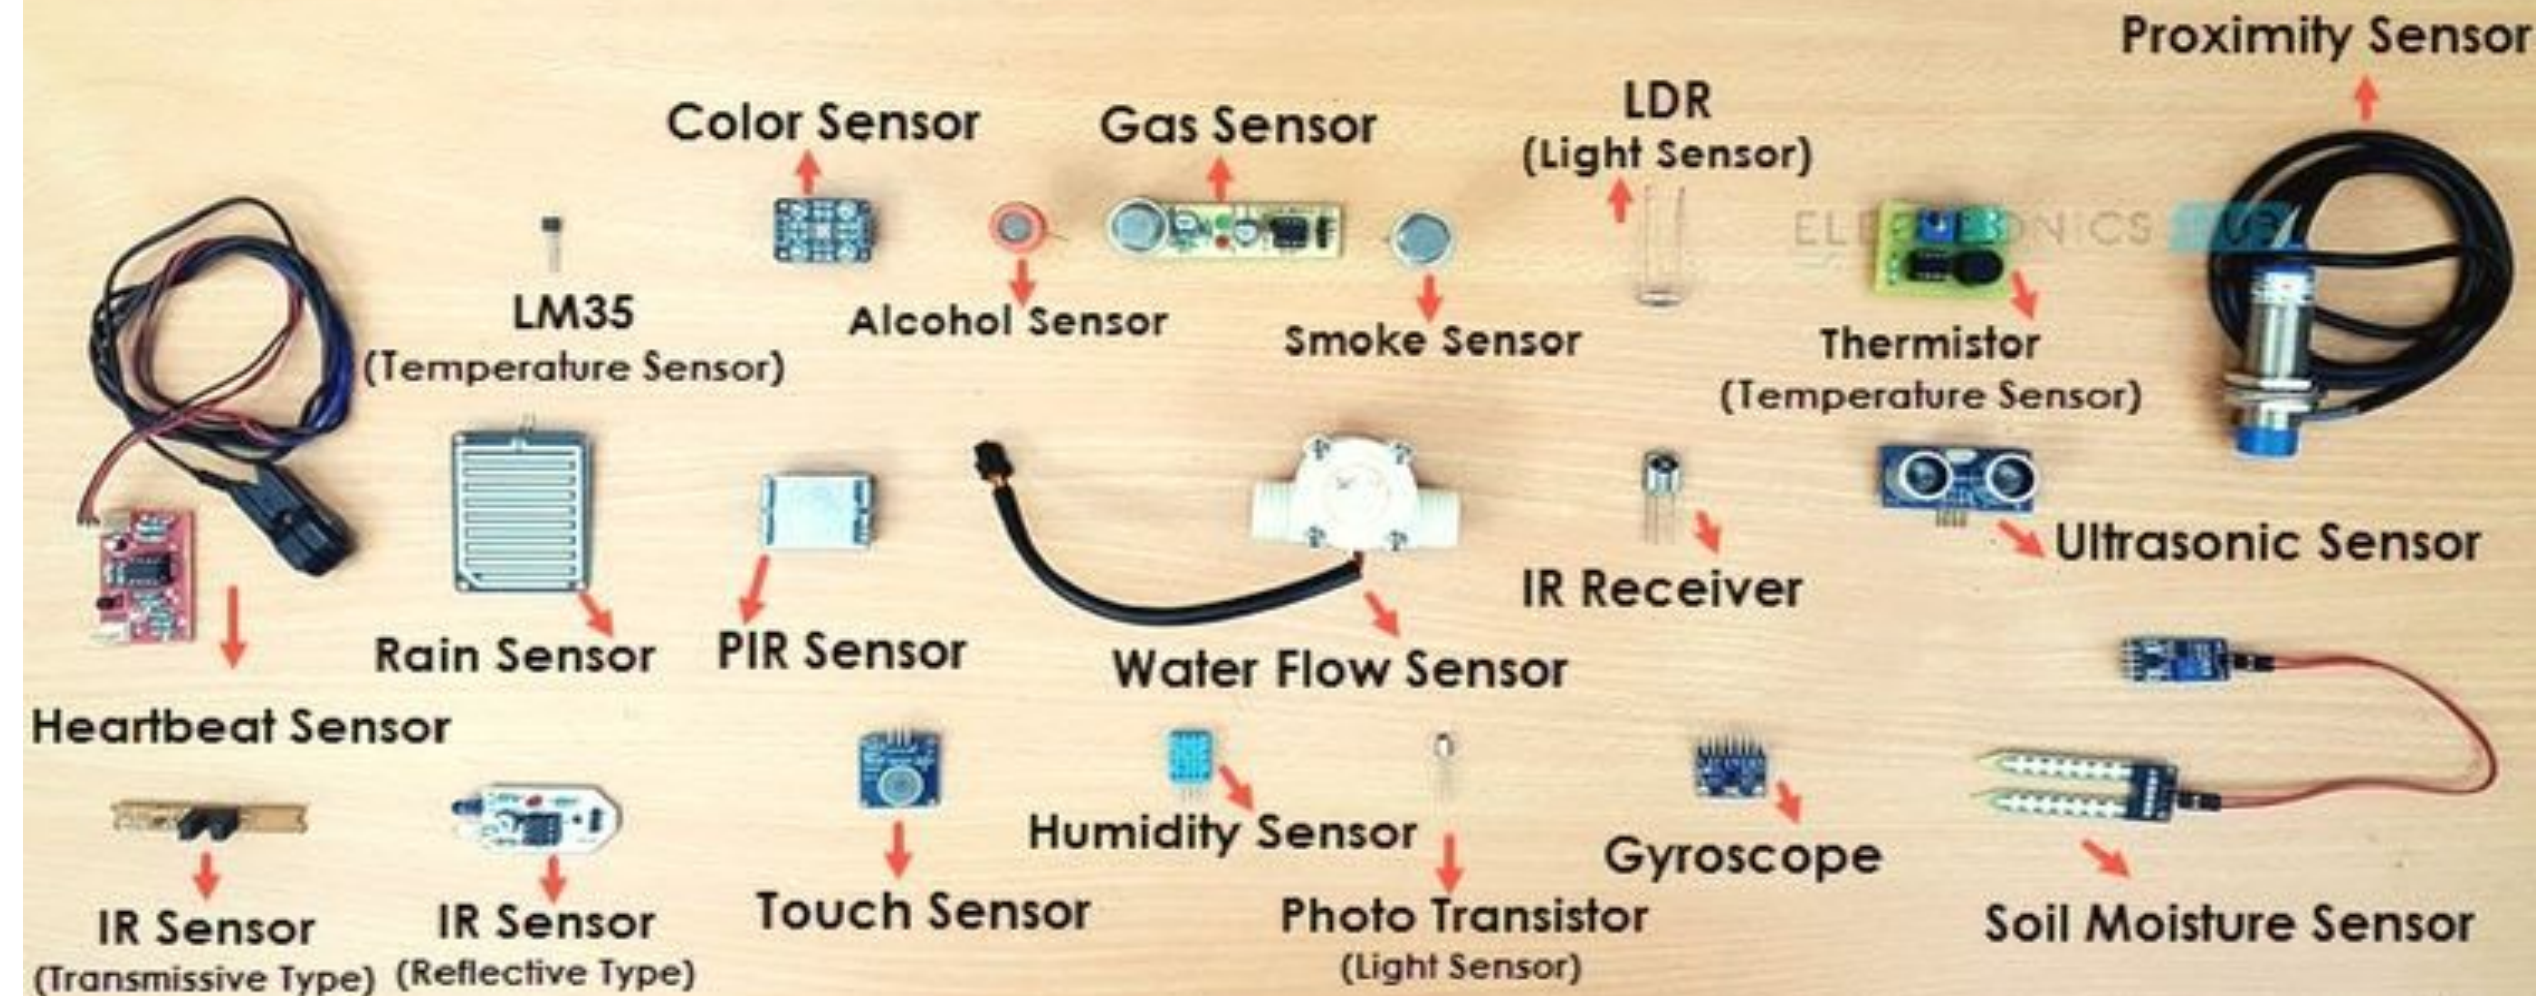 Proximity Sensor
Color Sensor
Gas Sensor
LDR
(Light Sensor)
ELECTRONICS HUB
LM35
(Temperature Sensor)
Alcohol Sensor
Smoke Sensor
Thermistor
(Temperature Sensor)
Rain Sensor
PIR Sensor
Water Flow Sensor
IR Receiver
Ultrasonic Sensor
Heartbeat Sensor
Humidity Sensor
Gyroscope
IR Sensor
(Transmissive Type)
IR Sensor
(Reflective Type)
Touch Sensor
Photo Transistor
(Light Sensor)
Soil Moisture Sensor